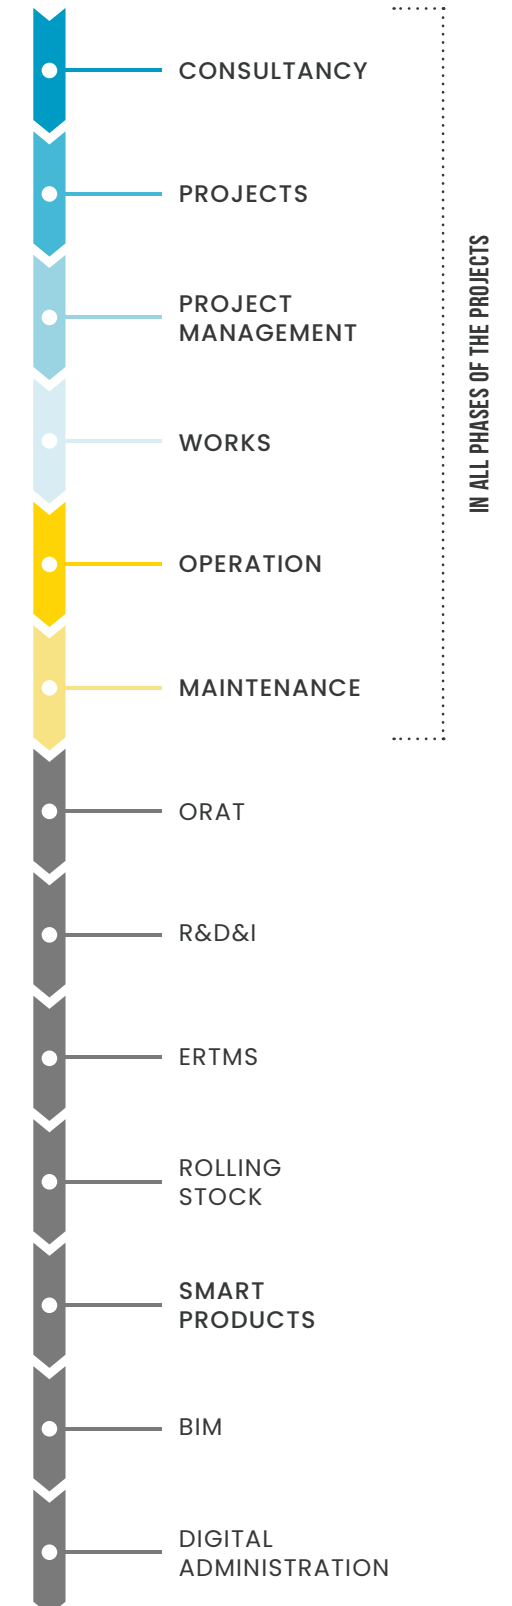 CONSULTANCY
PROJECTS
PROJECT
MANAGEMENT
WORKS
OPERATION
MAINTENANCE
IN ALL PHASES OF THE PROJECTS
ORAT
R&D&I
ERTMS
ROLLING
STOCK
SMART
PRODUCTS
BIM
DIGITAL
ADMINISTRATION